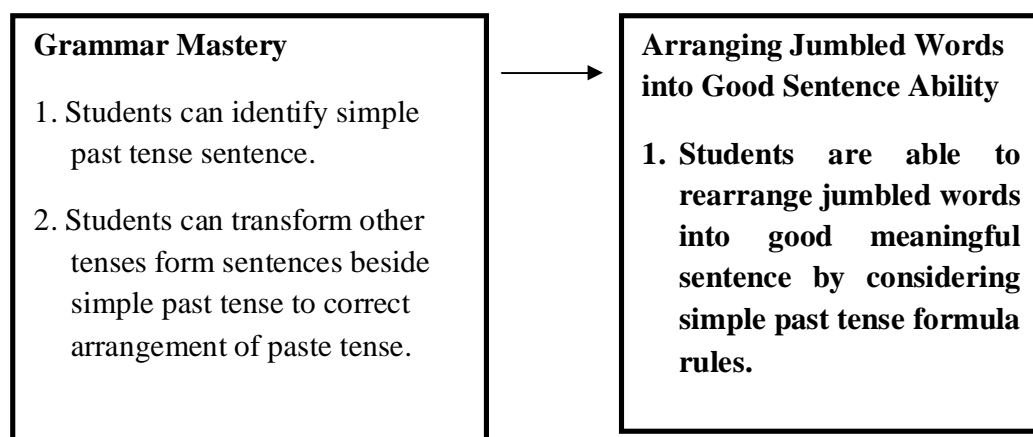 Grammar Mastery
1. Students can identify simple
past tense sentence.
2. Students can transform other
tenses form sentences beside
simple past tense to correct
arrangement of paste tense.
Arranging Jumbled Words
into Good Sentence Ability
1. Students are able to
rearrange jumbled words
into good meaningful
sentence by considering
simple past tense formula
rules.